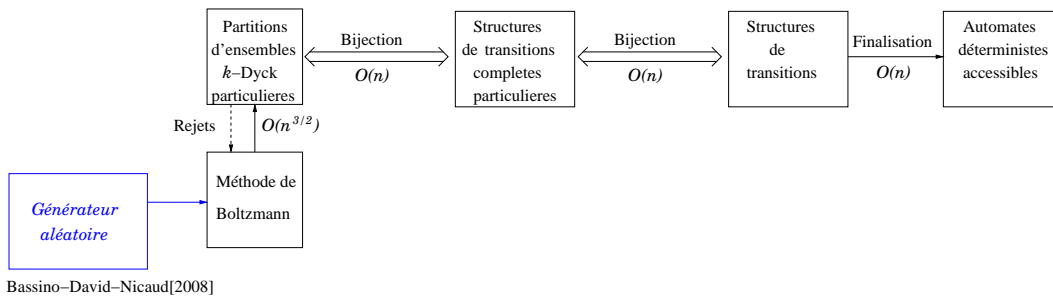 Partitions
d'ensembles
k–Dyck
particulieres
Bijection
O(n)
Structures
de transitions
completes
particulieres
Bijection
O(n)
Structures
de
transitions
Finalisation
O(n)
Automates
déterministes
accessibles
Rejets
O(n^{3/2})
Méthode de
Boltzmann
Générateur
aléatoire
Bassino–David–Nicaud[2008]